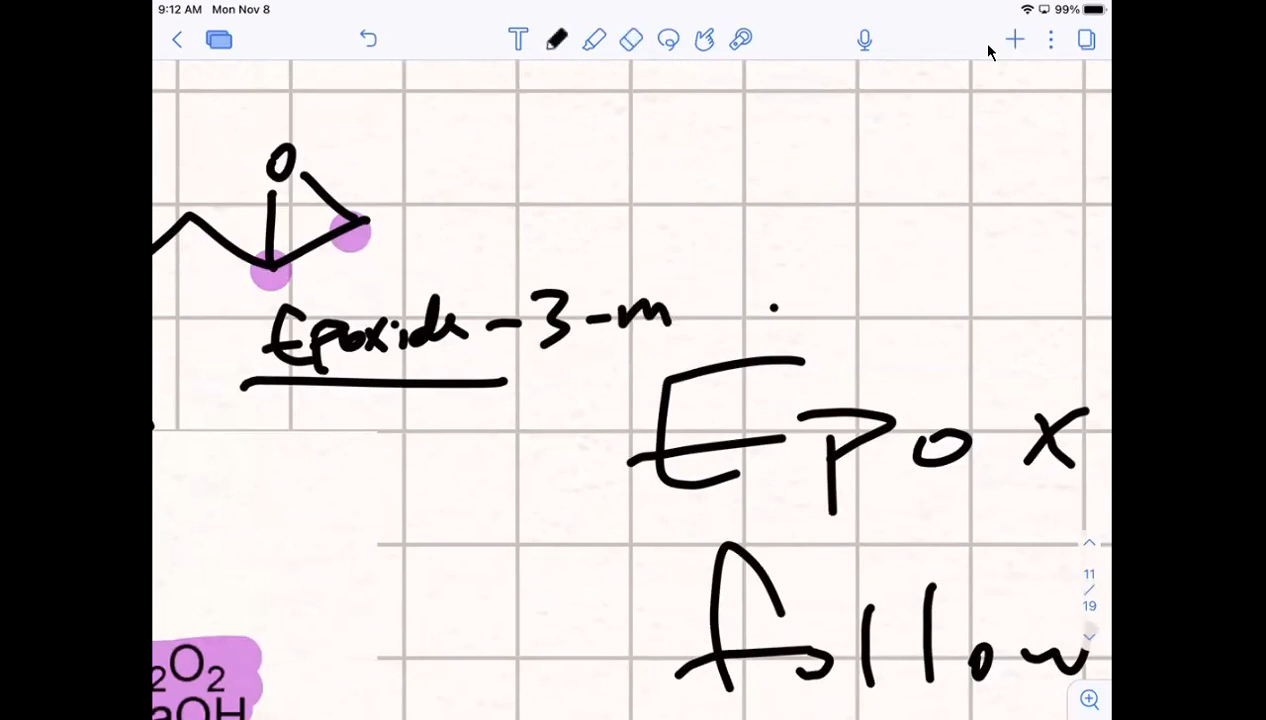 9:12 AM Mon Nov 8
99%
T
O
Epoxide-3-m
Epox
follow
11
/
19
2O2
aOH